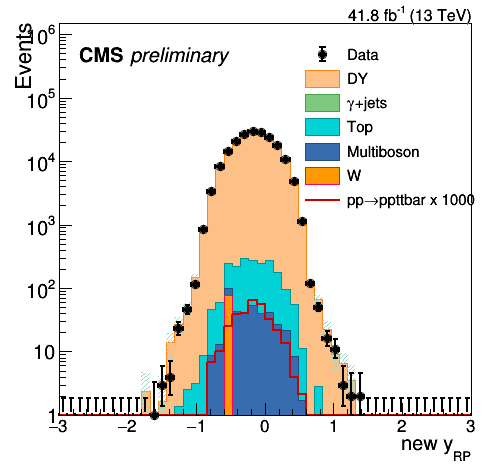 41.8 fb⁻¹ (13 TeV)
Events
CMS preliminary
Data
DY
γ+jets
Top
Multiboson
W
pp→ppttbar x 1000
10⁶
10⁵
10⁴
10³
10²
10
1
−3 −2 −1 0 1 2 3
new y_RP